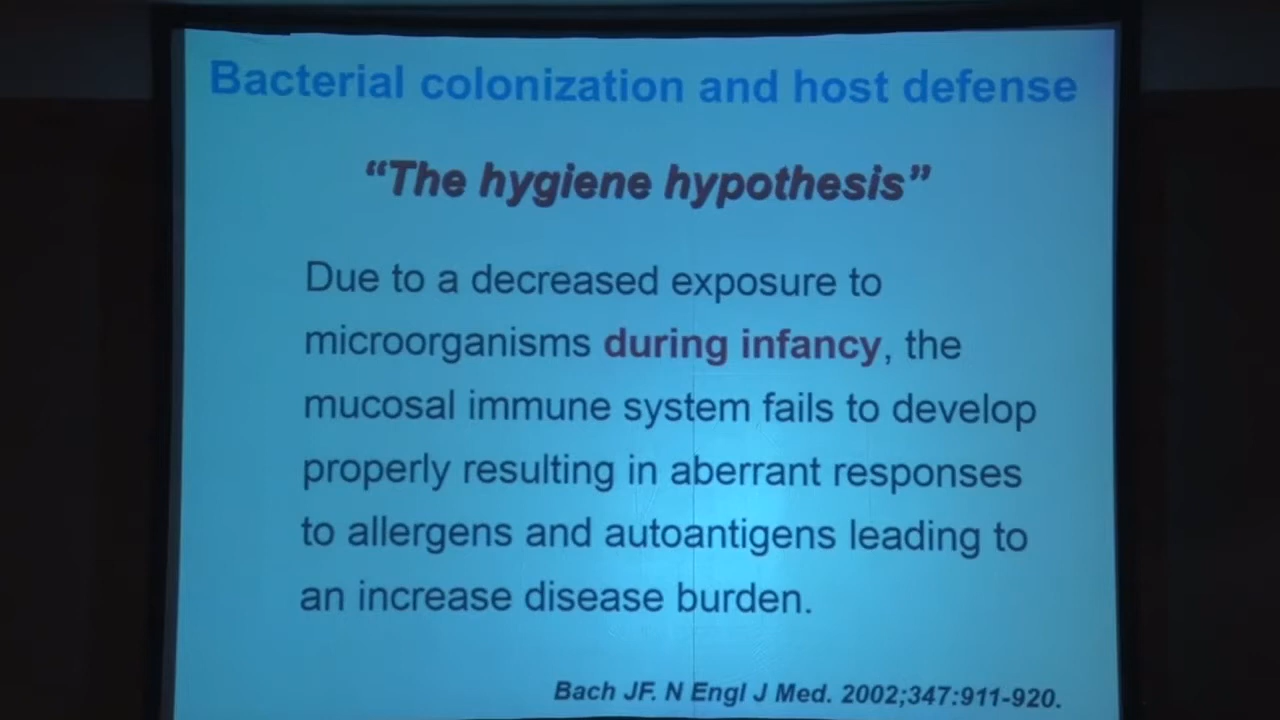 Bacterial colonization and host defense
“The hygiene hypothesis”
Due to a decreased exposure to
microorganisms during infancy, the
mucosal immune system fails to develop
properly resulting in aberrant responses
to allergens and autoantigens leading to
an increase disease burden.
Bach JF. N Engl J Med. 2002;347:911-920.